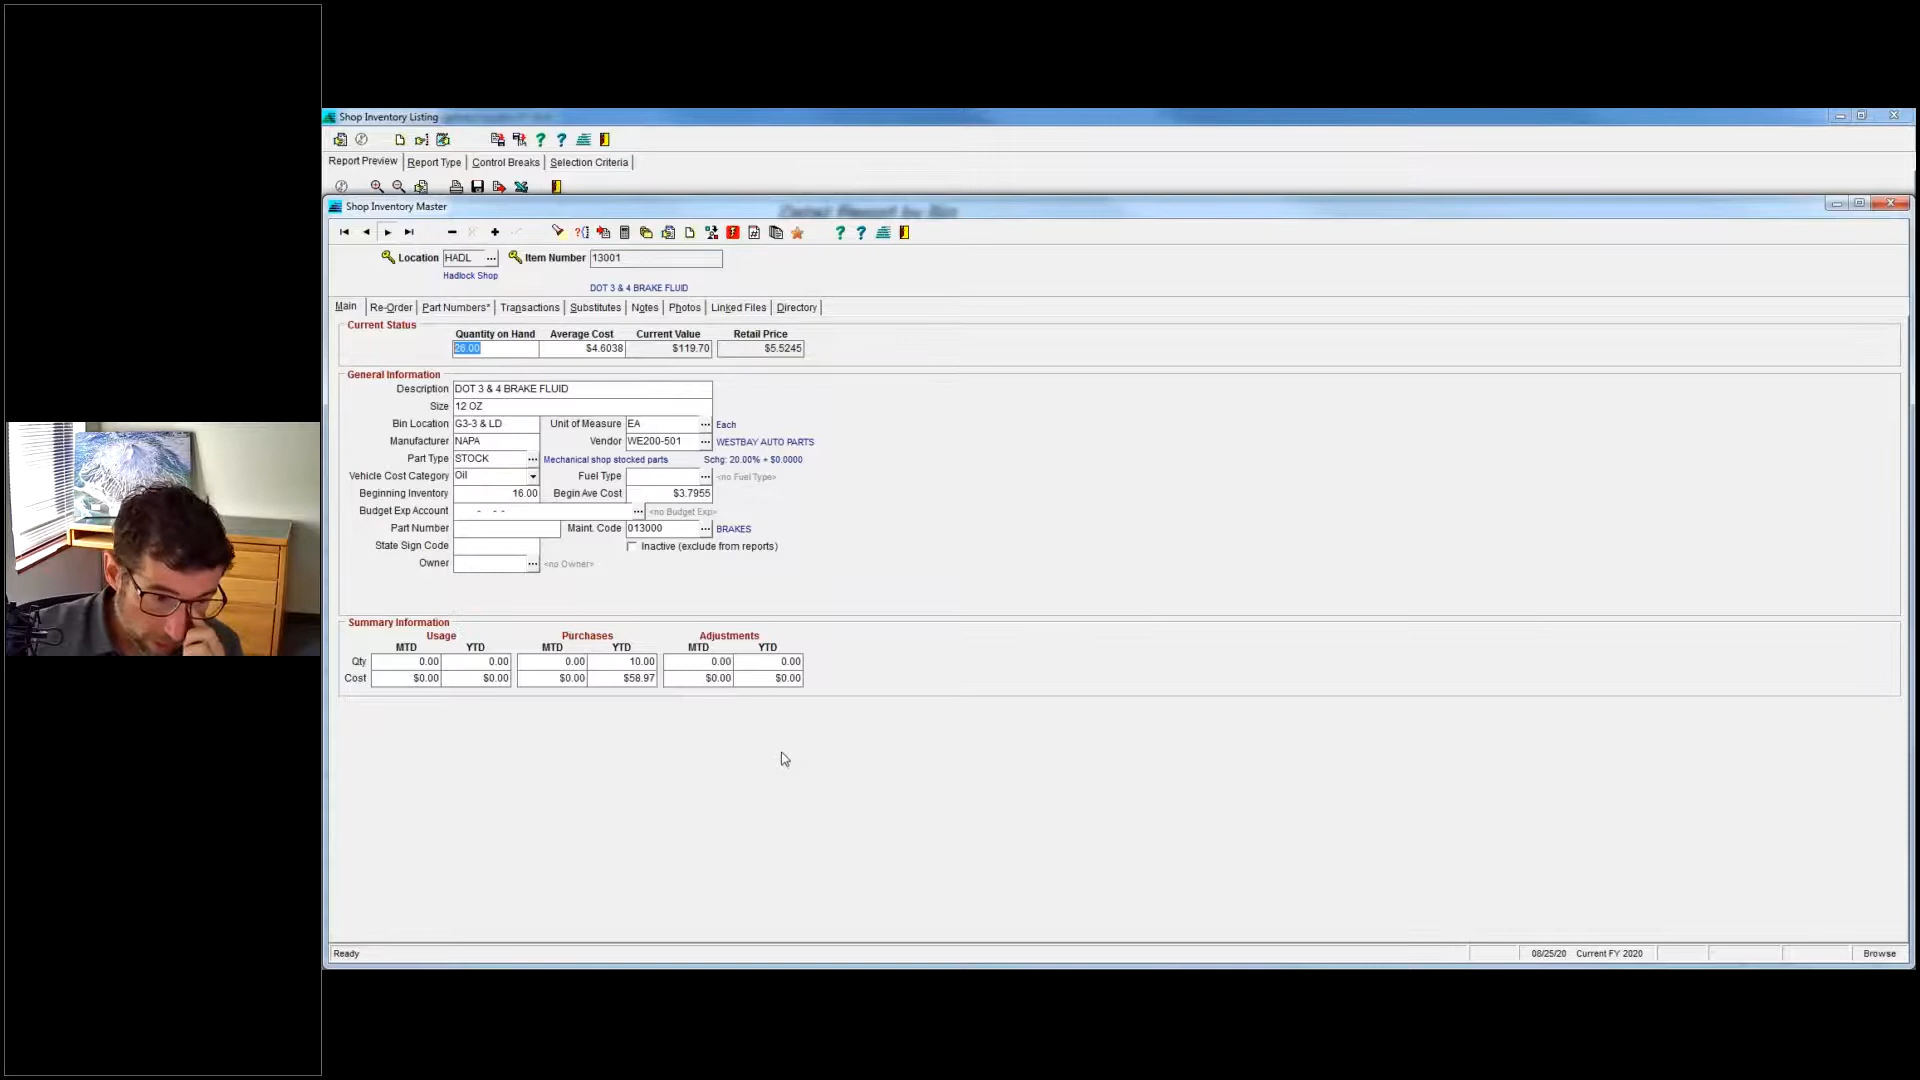 Shop Inventory Listing
Report Preview Report Type Control Breaks Selection Criteria
Detail Report by Bin
Shop Inventory Master
Location HADL ... Item Number 13001
Hadlock Shop
DOT 3 & 4 BRAKE FLUID
Main Re-Order Part Numbers* Transactions Substitutes Notes Photos Linked Files Directory
Current Status
Quantity on Hand Average Cost Current Value Retail Price
26.00 $4.6038 $119.70 $5.5245
General Information
Description DOT 3 & 4 BRAKE FLUID
Size 12 OZ
Bin Location G3-3 & LD Unit of Measure EA ... Each
Manufacturer NAPA Vendor WE200-501 ... WESTBAY AUTO PARTS
Part Type STOCK ... Mechanical shop stocked parts Schg: 20.00% + $0.0000
Vehicle Cost Category Oil Fuel Type ... <no Fuel Type>
Beginning Inventory 16.00 Begin Ave Cost $3.7955
Budget Exp Account - - - ... <no Budget Exp>
Part Number Maint. Code 013000 ... BRAKES
State Sign Code Inactive (exclude from reports)
Owner ... <no Owner>
Summary Information
Usage Purchases Adjustments
MTD YTD MTD YTD MTD YTD
Qty 0.00 0.00 0.00 10.00 0.00 0.00
Cost $0.00 $0.00 $0.00 $58.97 $0.00 $0.00
Ready 08/25/20 Current FY 2020 Browse